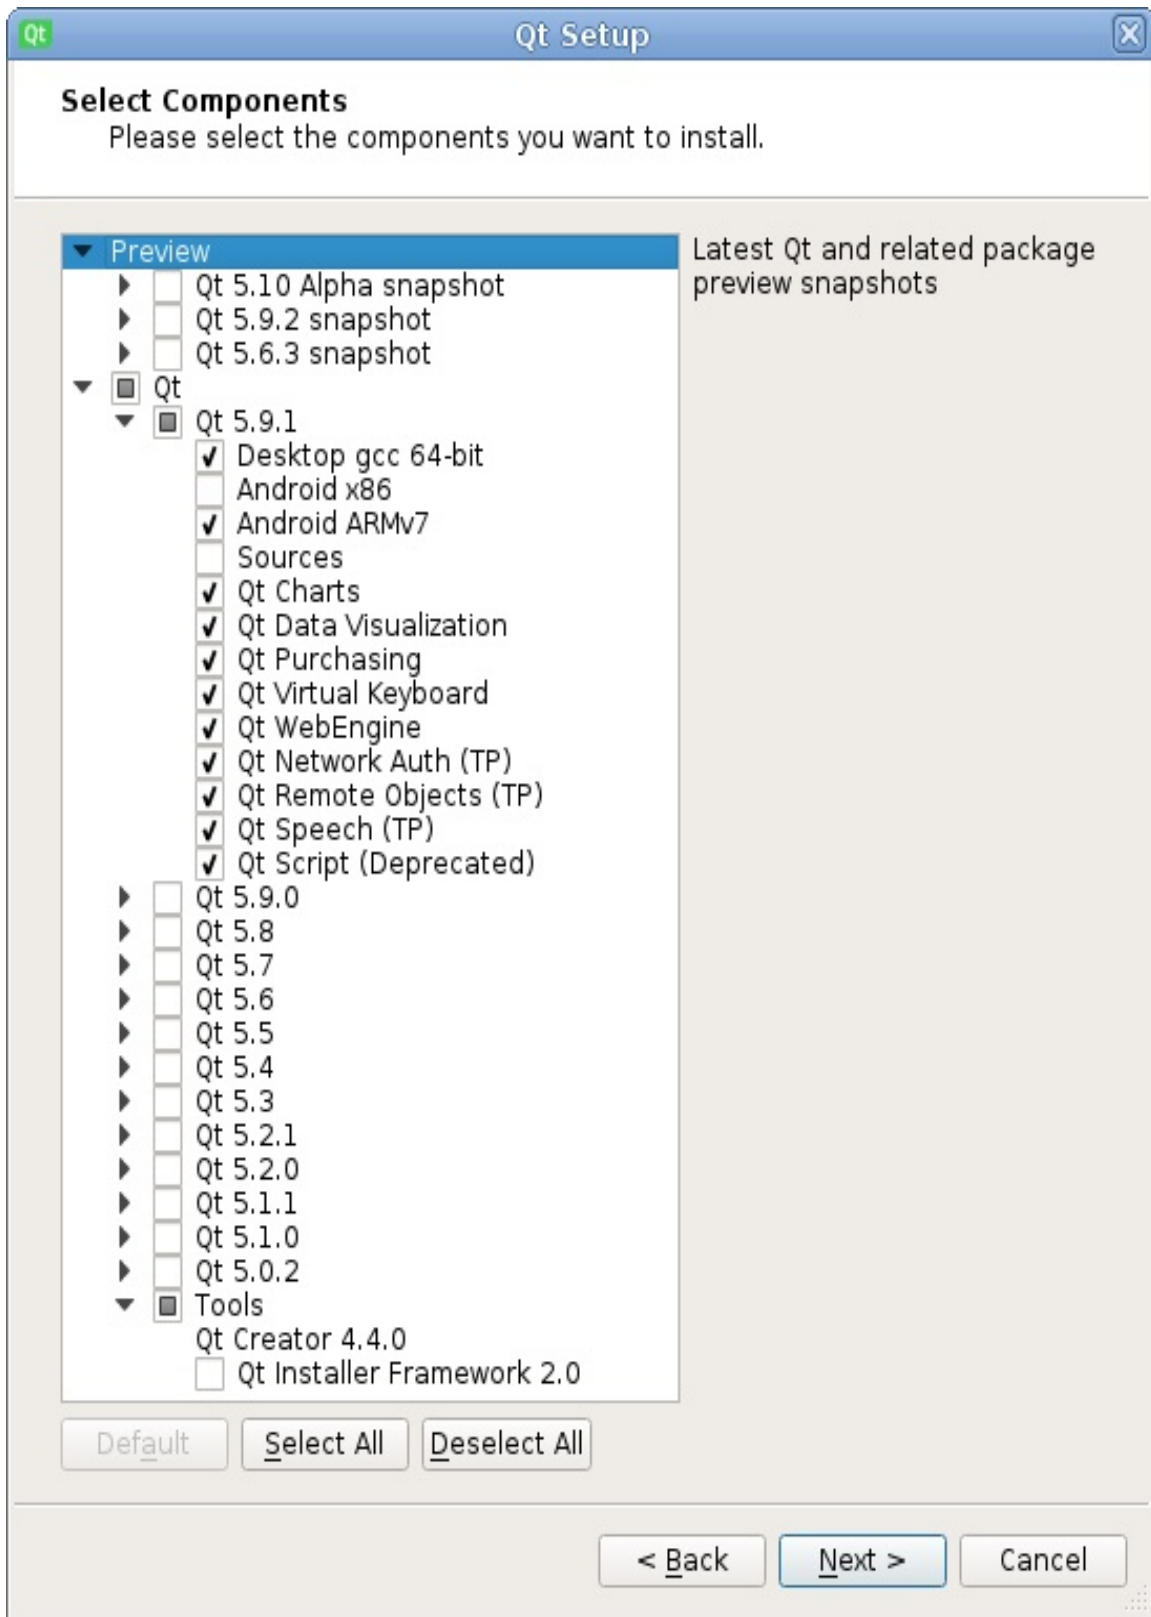 Qt
Qt Setup
Select Components
Please select the components you want to install.
Preview
Latest Qt and related package
preview snapshots
Qt 5.10 Alpha snapshot
Qt 5.9.2 snapshot
Qt 5.6.3 snapshot
Qt
Qt 5.9.1
Desktop gcc 64-bit
Android x86
Android ARMv7
Sources
Qt Charts
Qt Data Visualization
Qt Purchasing
Qt Virtual Keyboard
Qt WebEngine
Qt Network Auth (TP)
Qt Remote Objects (TP)
Qt Speech (TP)
Qt Script (Deprecated)
Qt 5.9.0
Qt 5.8
Qt 5.7
Qt 5.6
Qt 5.5
Qt 5.4
Qt 5.3
Qt 5.2.1
Qt 5.2.0
Qt 5.1.1
Qt 5.1.0
Qt 5.0.2
Tools
Qt Creator 4.4.0
Qt Installer Framework 2.0
Default
Select All
Deselect All
< Back
Next >
Cancel